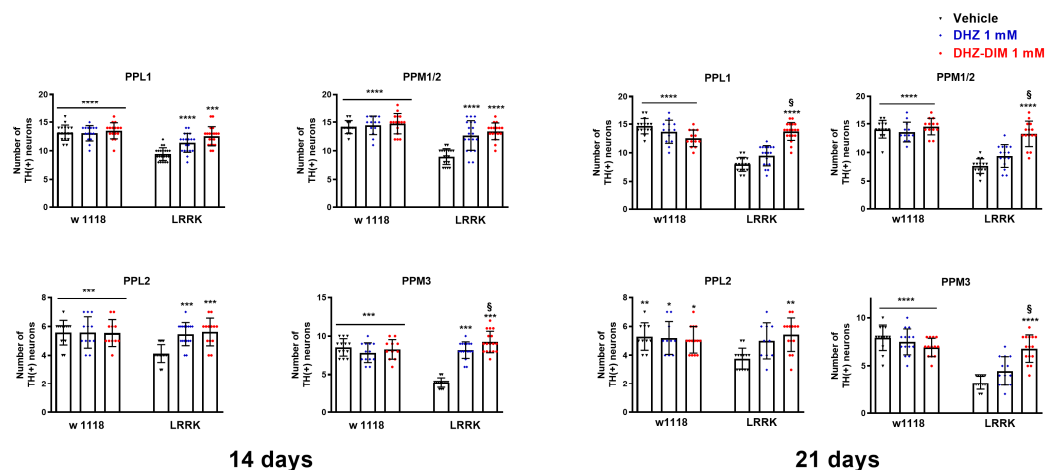 Vehicle
DHZ 1 mM
DHZ-DIM 1 mM
PPL1
Number of
TH(+) neurons
20
15
10
5
0
****
****
***
w 1118
LRRK
PPM1/2
20
15
10
5
0
****
****
****
LRRK
w 1118
PPL2
Number of
TH(+) neurons
8
6
4
2
0
***
***
***
w 1118
LRRK
PPM3
Number of
TH(+) neurons
15
10
5
0
***
***
§
***
w 1118
LRRK
14 days
PPL1
Number of
TH(+) neurons
20
15
10
5
0
****
§
****
w1118
LRRK
PPM1/2
Number of
TH(+) neurons
20
15
10
5
0
****
§
****
w1118
LRRK
PPL2
Number of
TH(+) neurons
8
6
4
2
0
**
*
*
**
w1118
LRRK
PPM3
Number of
TH(+) neurons
10
5
0
****
§
****
w1118
LRRK
21 days